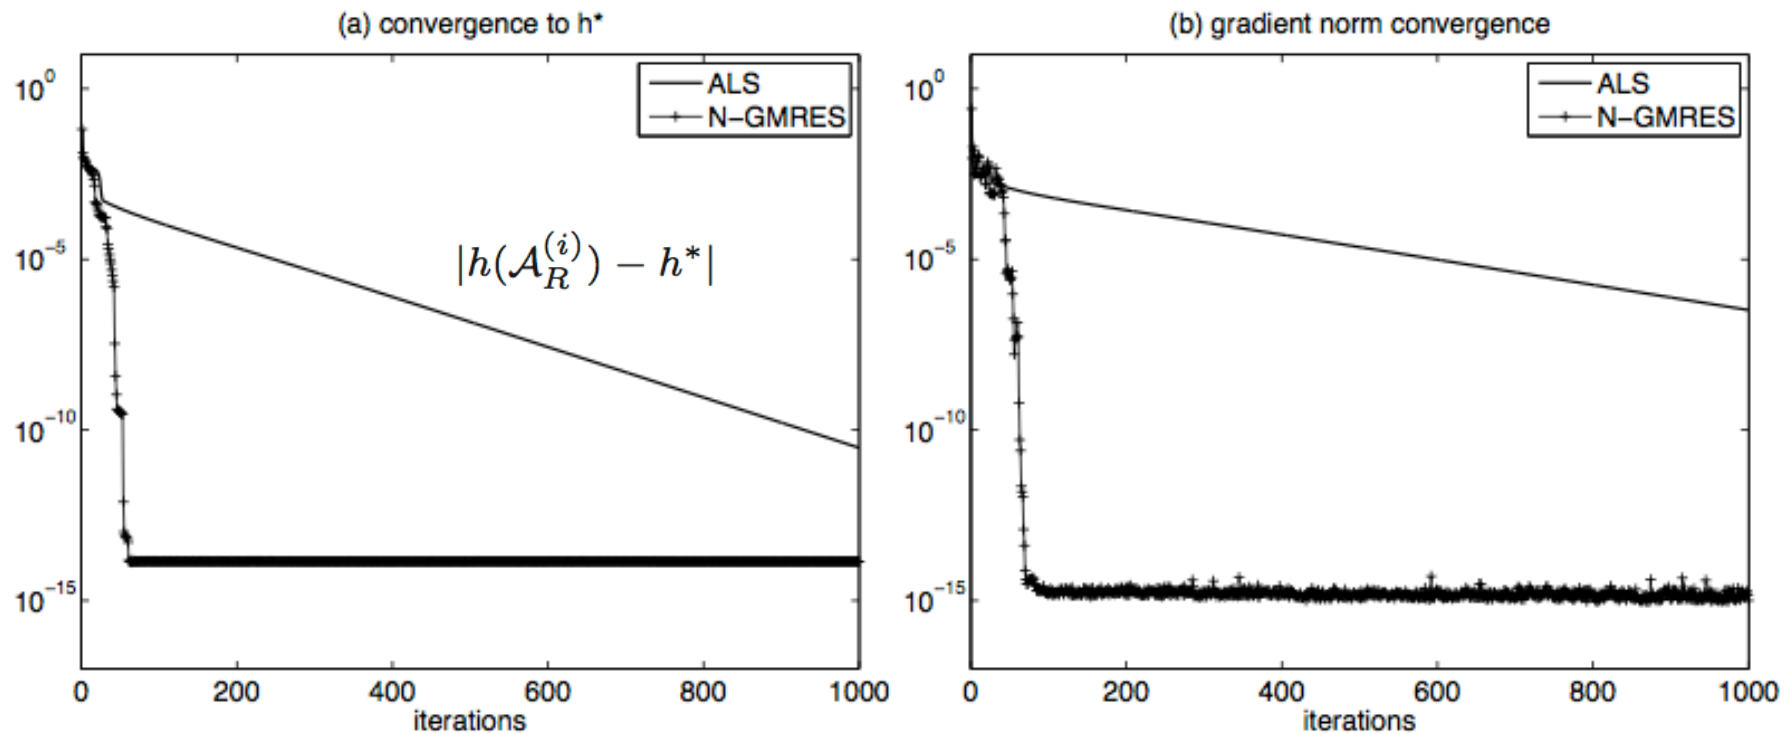 (a) convergence to h*
ALS
N-GMRES
10^0
10^-5
10^-10
10^-15
|h(𝒜_R^(i)) − h*|
0 200 400 600 800 1000
iterations
(b) gradient norm convergence
ALS
N-GMRES
10^0
10^-5
10^-10
10^-15
0 200 400 600 800 1000
iterations